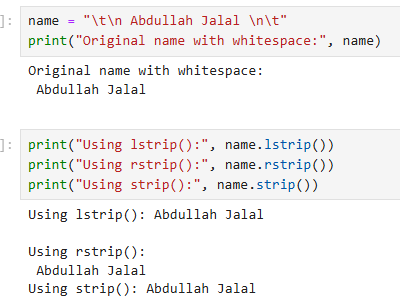 ]: name = "\t\n Abdullah Jalal \n\t"
print("Original name with whitespace:", name)
Original name with whitespace:
 Abdullah Jalal
]: print("Using lstrip():", name.lstrip())
print("Using rstrip():", name.rstrip())
print("Using strip():", name.strip())
Using lstrip(): Abdullah Jalal
Using rstrip():
 Abdullah Jalal
Using strip(): Abdullah Jalal